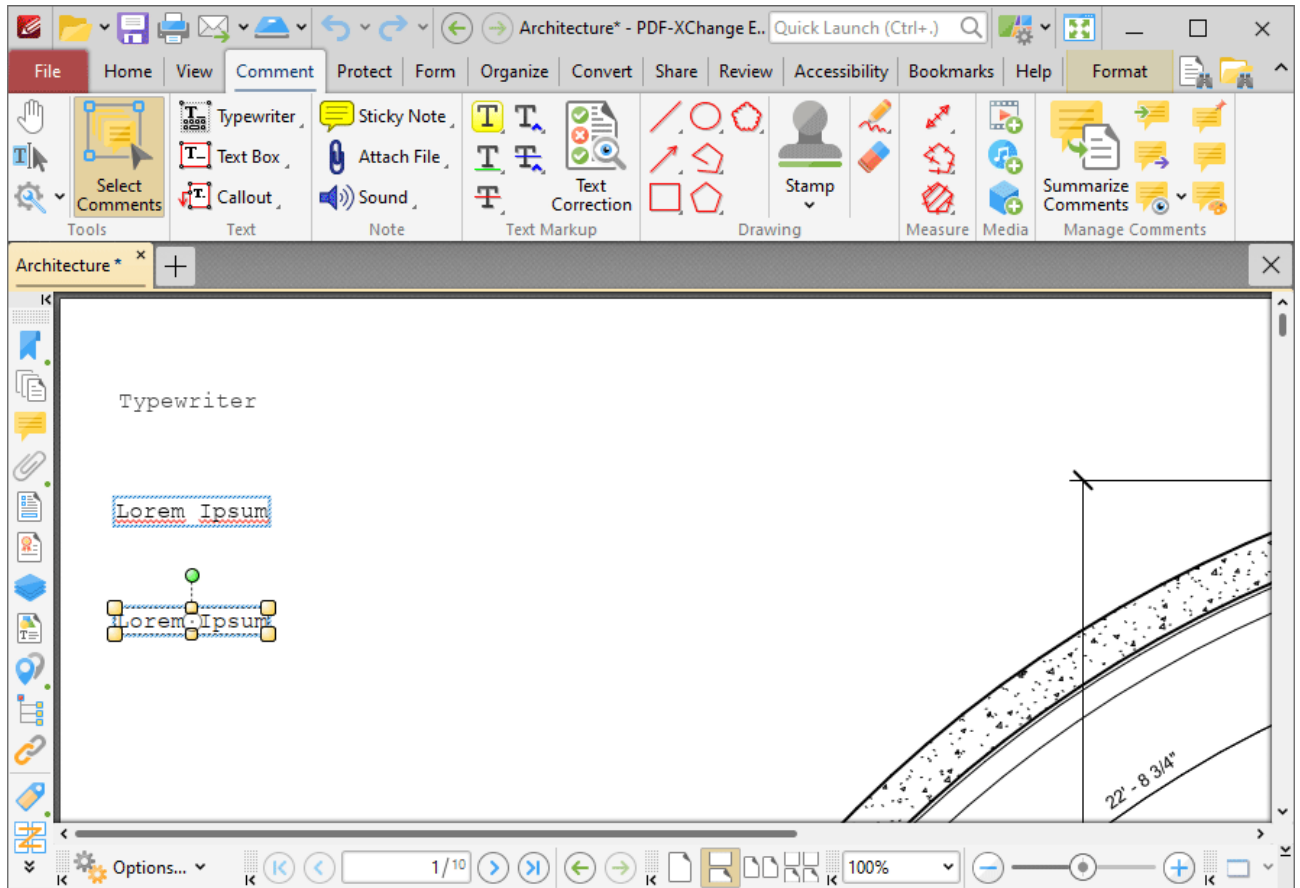 Architecture* - PDF-XChange E.. Quick Launch (Ctrl+.)
File Home View Comment Protect Form Organize Convert Share Review Accessibility Bookmarks Help Format
Typewriter Sticky Note
Text Box Attach File
Callout Sound
Select Comments
Text Correction
Stamp
Summarize Comments
Tools Text Note Text Markup Drawing Measure Media Manage Comments
Architecture *
Typewriter
Lorem Ipsum
Lorem Ipsum
22' - 8 3/4"
Options... 1/10 100%